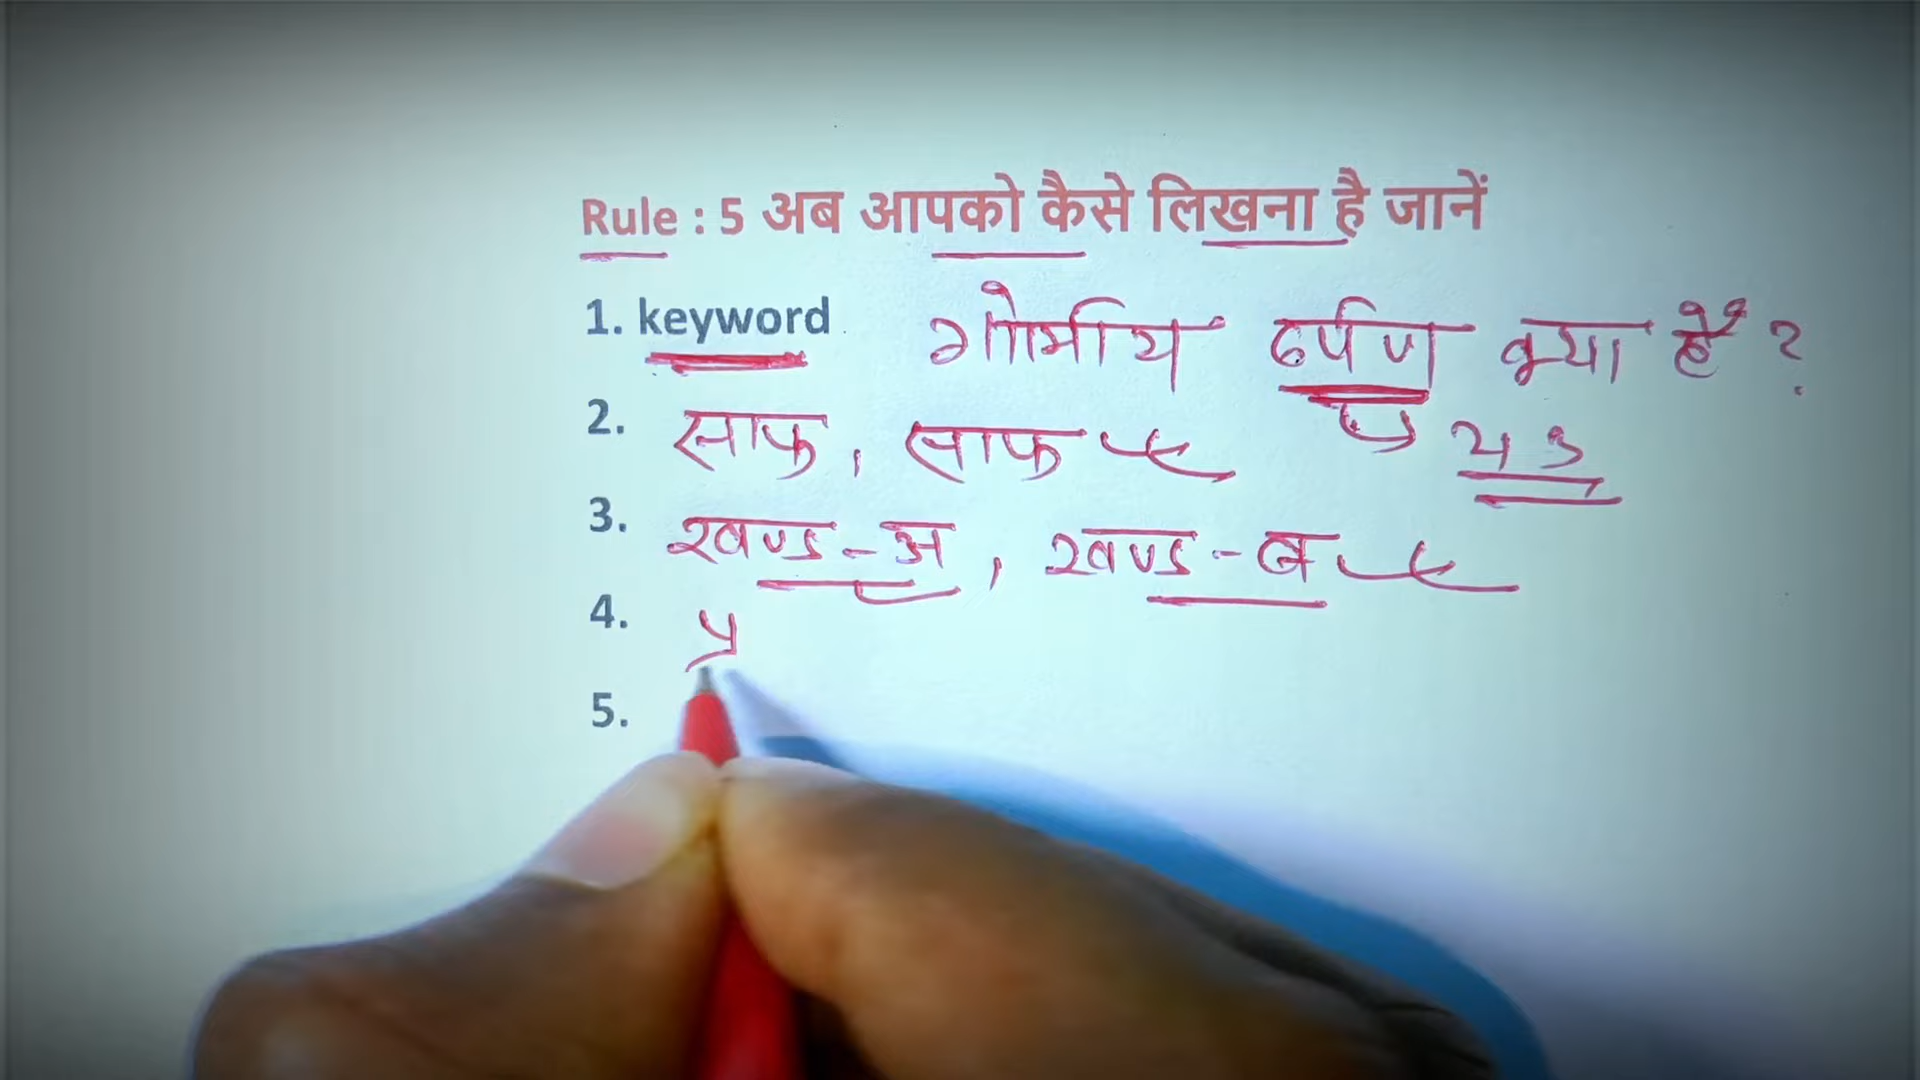 Rule : 5 अब आपको कैसे लिखना है जानें
1. keyword गोर्मीय दर्पण क्या है ?
2. साफ, साफ
3. खण्ड-अ, खण्ड-ब
4. प्र
5.